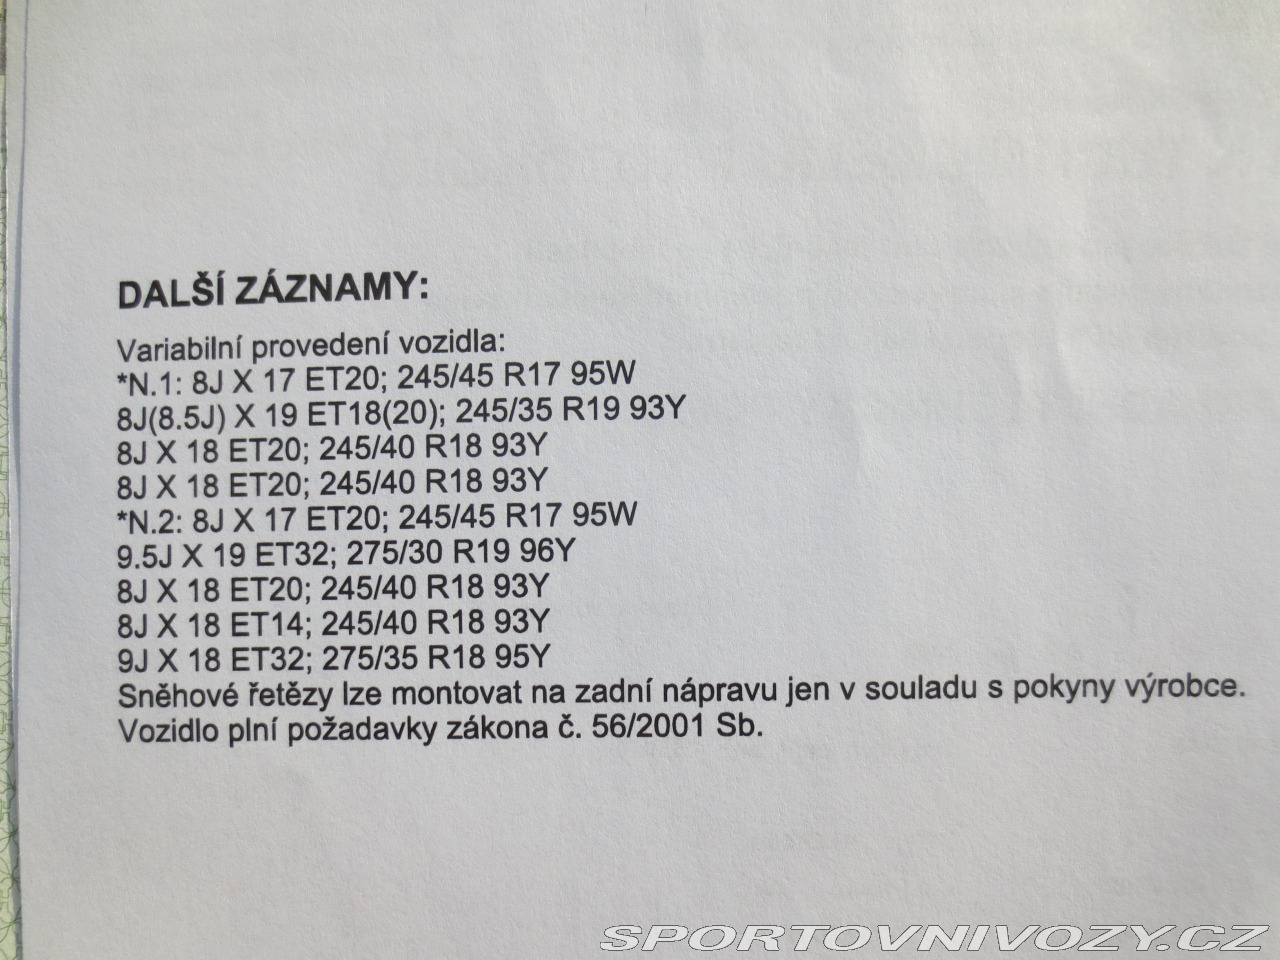 DALŠÍ ZÁZNAMY:
Variabilní provedení vozidla:
*N.1: 8J X 17 ET20; 245/45 R17 95W
8J(8.5J) X 19 ET18(20); 245/35 R19 93Y
8J X 18 ET20; 245/40 R18 93Y
8J X 18 ET20; 245/40 R18 93Y
*N.2: 8J X 17 ET20; 245/45 R17 95W
9.5J X 19 ET32; 275/30 R19 96Y
8J X 18 ET20; 245/40 R18 93Y
8J X 18 ET14; 245/40 R18 93Y
9J X 18 ET32; 275/35 R18 95Y
Sněhové řetězy lze montovat na zadní nápravu jen v souladu s pokyny výrobce.
Vozidlo plní požadavky zákona č. 56/2001 Sb.
SPORTOVNIVOZY.CZ